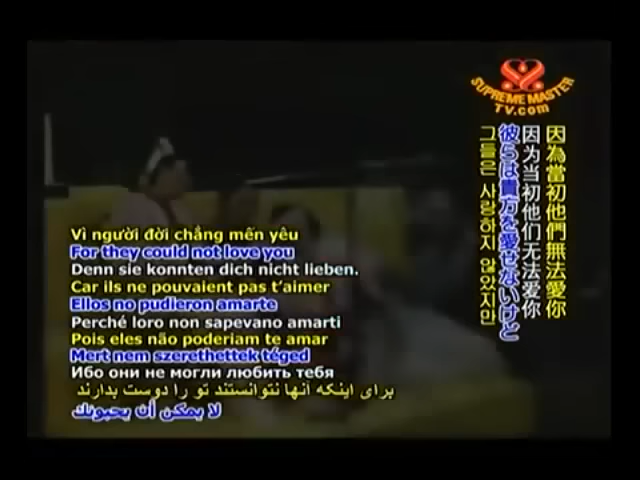 SUPREME MASTER
TV.com
Vì người đời chẳng mến yêu
For they could not love you
Denn sie konnten dich nicht lieben.
Car ils ne pouvaient pas t’aimer
Ellos no pudieron amarte
Perché loro non sapevano amarti
Pois eles não poderiam te amar
Mert nem szerethettek téged
Ибо они не могли любить тебя
برای اینکه آنها نتوانستند تو را دوست بدارند
لا يمكن أن يحبونك
因為當初他們無法愛你
因为当初他们无法爱你
彼らは貴方を愛せないけど
그들은 사랑하지 않았지만